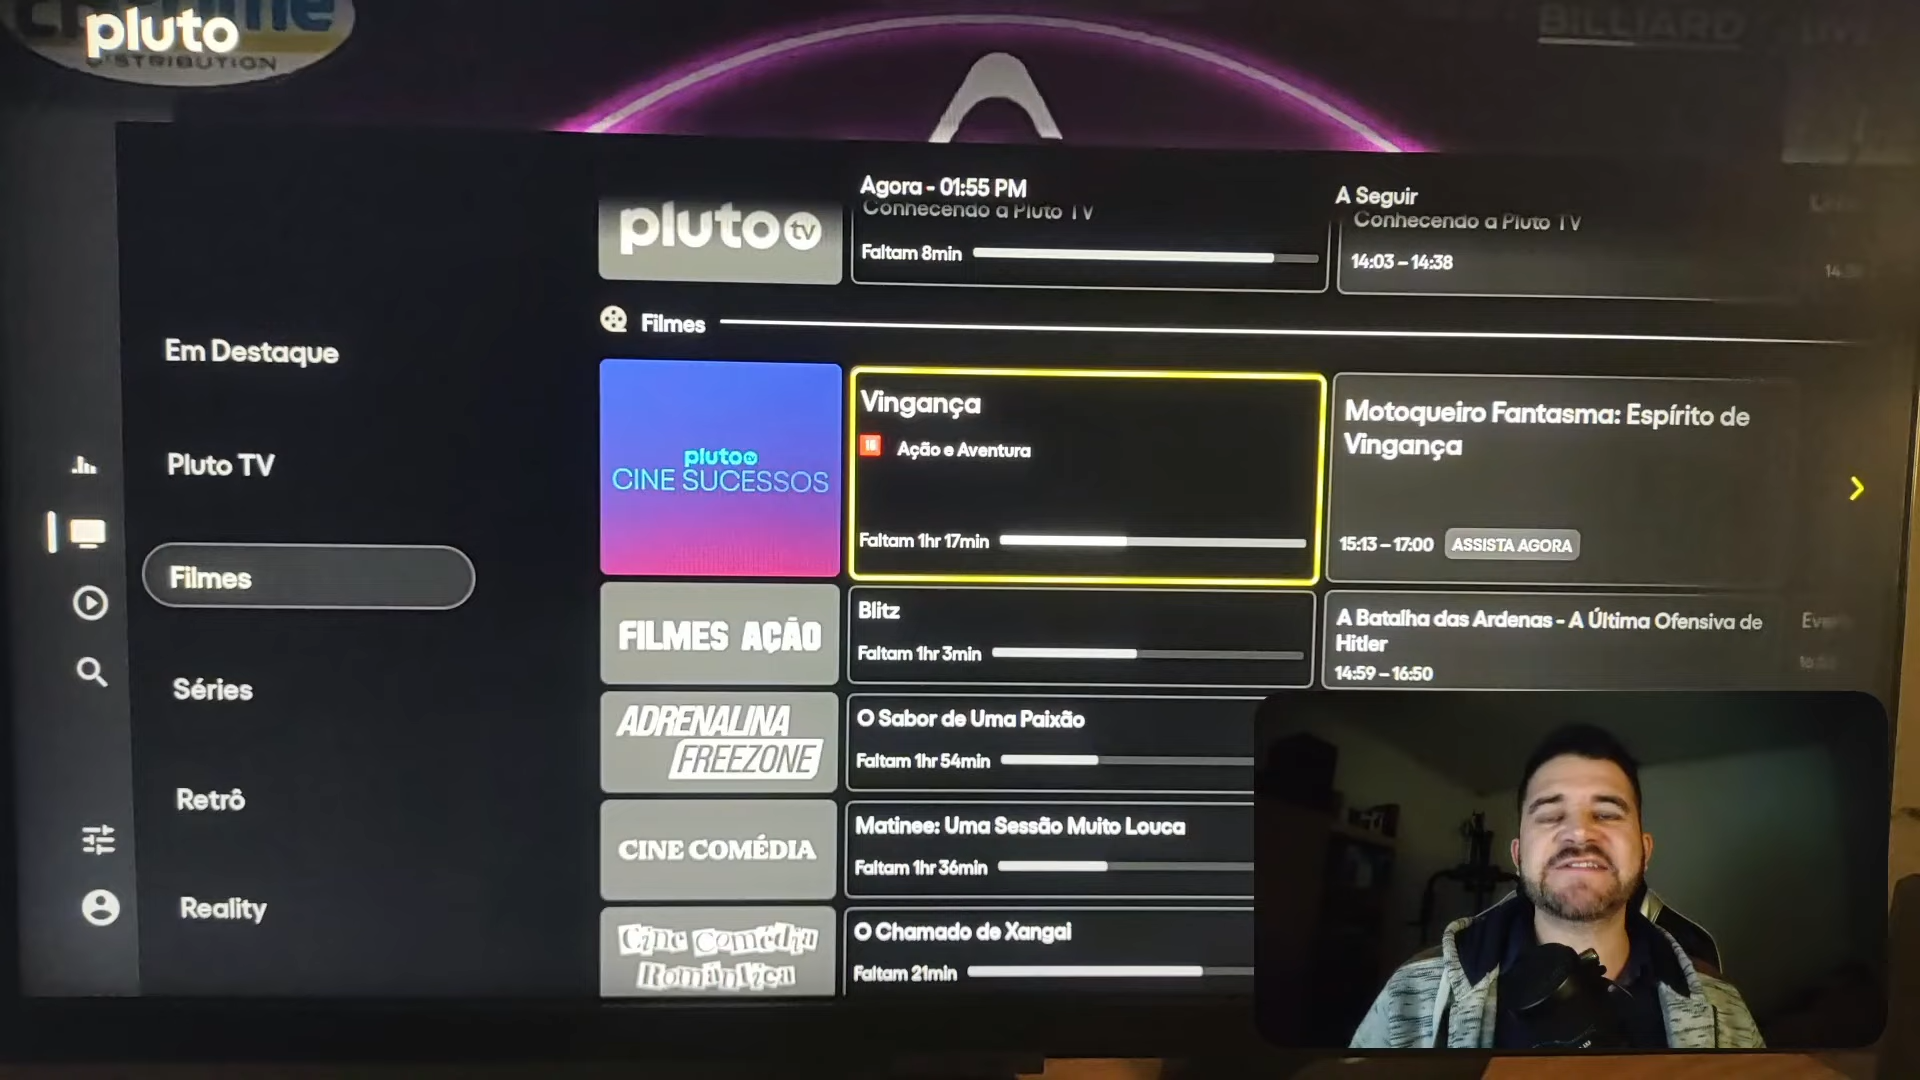 pluto
DISTRIBUTION
BILLIARD
Agora - 01:55 PM
A Seguir
pluto tv
Conhecendo a Pluto TV
Faltam 8min
Conhecendo a Pluto TV
14:03 – 14:38
Filmes
Em Destaque
Pluto TV
Filmes
Séries
Retrô
Reality
pluto tv
CINE SUCESSOS
Vingança
16
Ação e Aventura
Faltam 1hr 17min
Motoqueiro Fantasma: Espírito de
Vingança
15:13 – 17:00
ASSISTA AGORA
FILMES AÇÃO
Blitz
Faltam 1hr 3min
A Batalha das Ardenas - A Última Ofensiva de
Hitler
14:59 – 16:50
ADRENALINA
FREEZONE
O Sabor de Uma Paixão
Faltam 1hr 54min
CINE COMÉDIA
Matinee: Uma Sessão Muito Louca
Faltam 1hr 36min
Cine Comédia
Romântica
O Chamado de Xangai
Faltam 21min